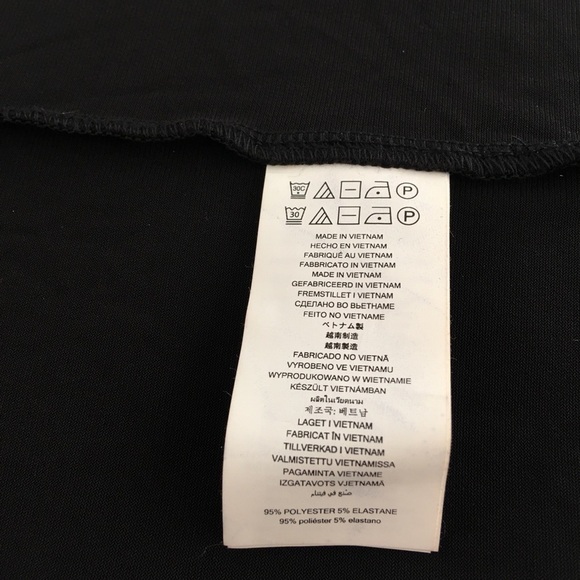 30C P
30 P
MADE IN VIETNAM
HECHO EN VIETNAM
FABRIQUÉ AU VIETNAM
FABBRICATO IN VIETNAM
MADE IN VIETNAM
GEFABRICEERD IN VIETNAM
FREMSTILLET I VIETNAM
СДЕЛАНО ВО ВЬЕТНАМЕ
FEITO NO VIETNAME
ベトナム製
越南制造
越南製造
FABRICADO NO VIETNÃ
VYROBENO VE VIETNAMU
WYPRODUKOWANO W WIETNAMIE
KÉSZÜLT VIETNÁMBAN
ผลิตในเวียดนาม
제조국: 베트남
LAGET I VIETNAM
FABRICAT ÎN VIETNAM
TILLVERKAD I VIETNAM
VALMISTETTU VIETNAMISSA
PAGAMINTA VIETNAME
IZGATAVOTS VJETNAMĀ
صنع في فيتنام
95% POLYESTER 5% ELASTANE
95% poliéster 5% elastano